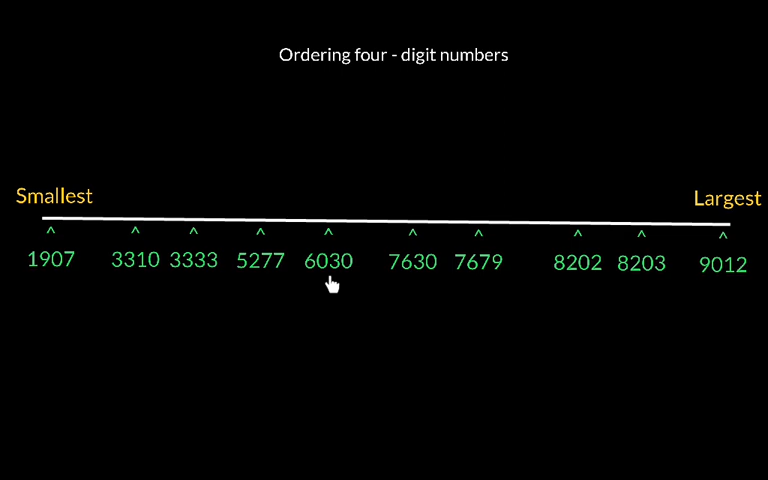 Ordering four - digit numbers
Smallest Largest
^ ^ ^ ^ ^ ^ ^ ^ ^ ^
1907 3310 3333 5277 6030 7630 7679 8202 8203 9012